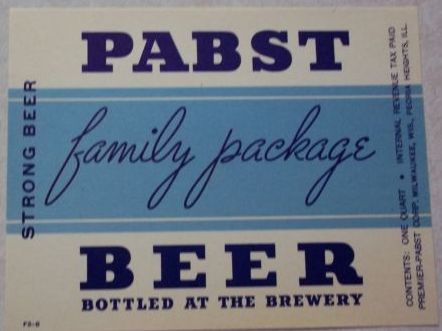 PABST
STRONG BEER
family package
BEER
BOTTLED AT THE BREWERY
CONTENTS: ONE QUART • INTERNAL REVENUE TAX PAID
PREMIER-PABST CORP. MILWAUKEE, WIS., PEORIA HEIGHTS, ILL.